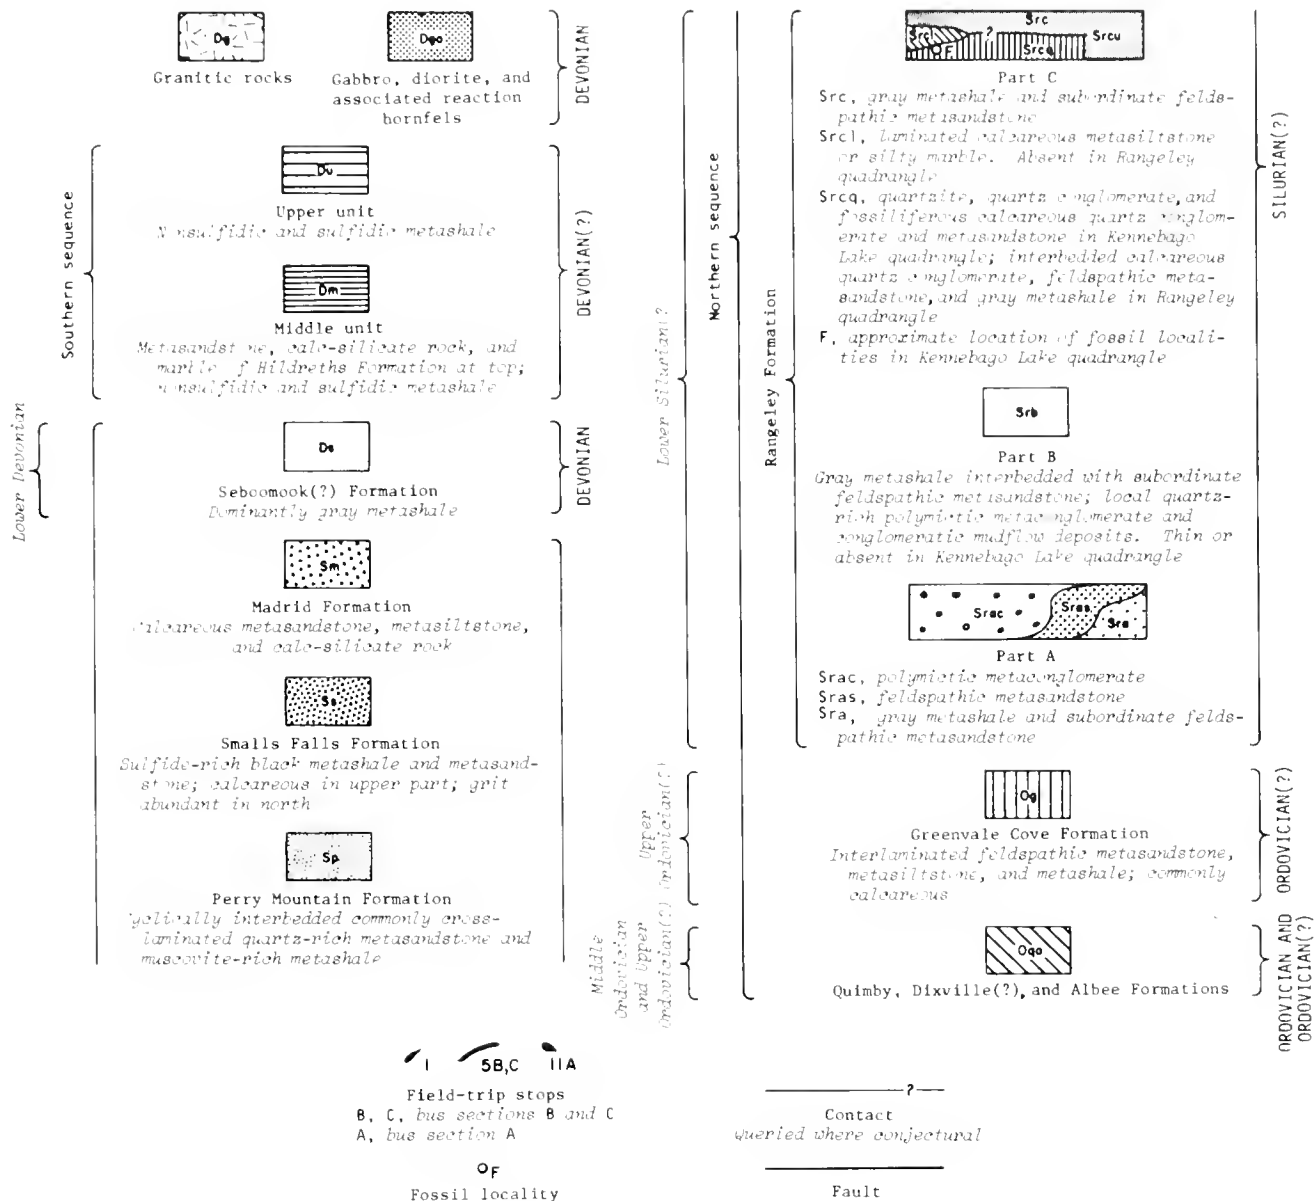 Dg
Granitic rocks
Dga
Gabbro, diorite, and
associated reaction
hornfels
DEVONIAN
Southern sequence
Du
Upper unit
Nonsulfidic and sulfidic metashale
Dm
Middle unit
Metasandstone, calc-silicate rock, and
marble of Hildreths Formation at top;
nonsulfidic and sulfidic metashale
DEVONIAN(?)
Lower Devonian
Ds
Seboomook(?) Formation
Dominantly gray metashale
DEVONIAN
Sm
Madrid Formation
Calcareous metasandstone, metasiltstone,
and calc-silicate rock
Ss
Smalls Falls Formation
Sulfide-rich black metashale and metasand-
stone; calcareous in upper part; grit
abundant in north
Sp
Perry Mountain Formation
Cyclically interbedded commonly cross-
laminated quartz-rich metasandstone and
muscovite-rich metashale
Lower Silurian?
Northern sequence
Rangeley Formation
Src
Srcl
?
Srcu
F
Srcq
Part C
Src, gray metashale and subordinate felds-
pathic metasandstone
Srcl, laminated calcareous metasiltstone
or silty marble. Absent in Rangeley
quadrangle
Srcq, quartzite, quartz conglomerate, and
fossiliferous calcareous quartz conglom-
erate and metasandstone in Kennebago
Lake quadrangle; interbedded calcareous
quartz conglomerate, feldspathic meta-
sandstone, and gray metashale in Rangeley
quadrangle
F, approximate location of fossil locali-
ties in Kennebago Lake quadrangle
Srb
Part B
Gray metashale interbedded with subordinate
feldspathic metasandstone; local quartz-
rich polymictic metaconglomerate and
conglomeratic mudflow deposits. Thin or
absent in Kennebago Lake quadrangle
Srac
Sras
Sra
Part A
Srac, polymictic metaconglomerate
Sras, feldspathic metasandstone
Sra, gray metashale and subordinate felds-
pathic metasandstone
SILURIAN(?)
Upper
Ordovician(?)
Og
Greenvale Cove Formation
Interlaminated feldspathic metasandstone,
metasiltstone, and metashale; commonly
calcareous
ORDOVICIAN(?)
Middle
Ordovician
and Upper
Ordovician(?)
Oqa
Quimby, Dixville(?), and Albee Formations
ORDOVICIAN AND
ORDOVICIAN(?)
1 5B,C 11A
Field-trip stops
B, C, bus sections B and C
A, bus section A
F
Fossil locality
?
Contact
Queried where conjectural
Fault